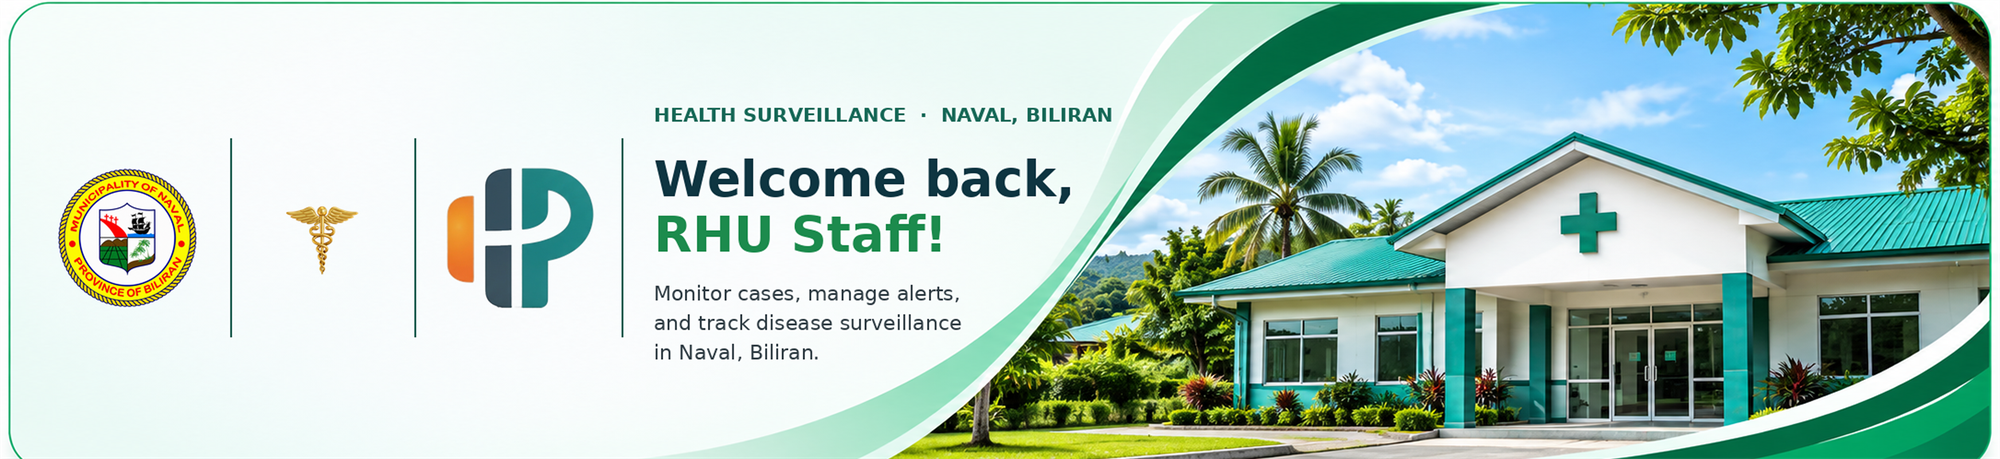 MUNICIPALITY OF NAVAL
PROVINCE OF BILIRAN
HEALTH SURVEILLANCE · NAVAL, BILIRAN
Welcome back,
RHU Staff!
Monitor cases, manage alerts,
and track disease surveillance
in Naval, Biliran.